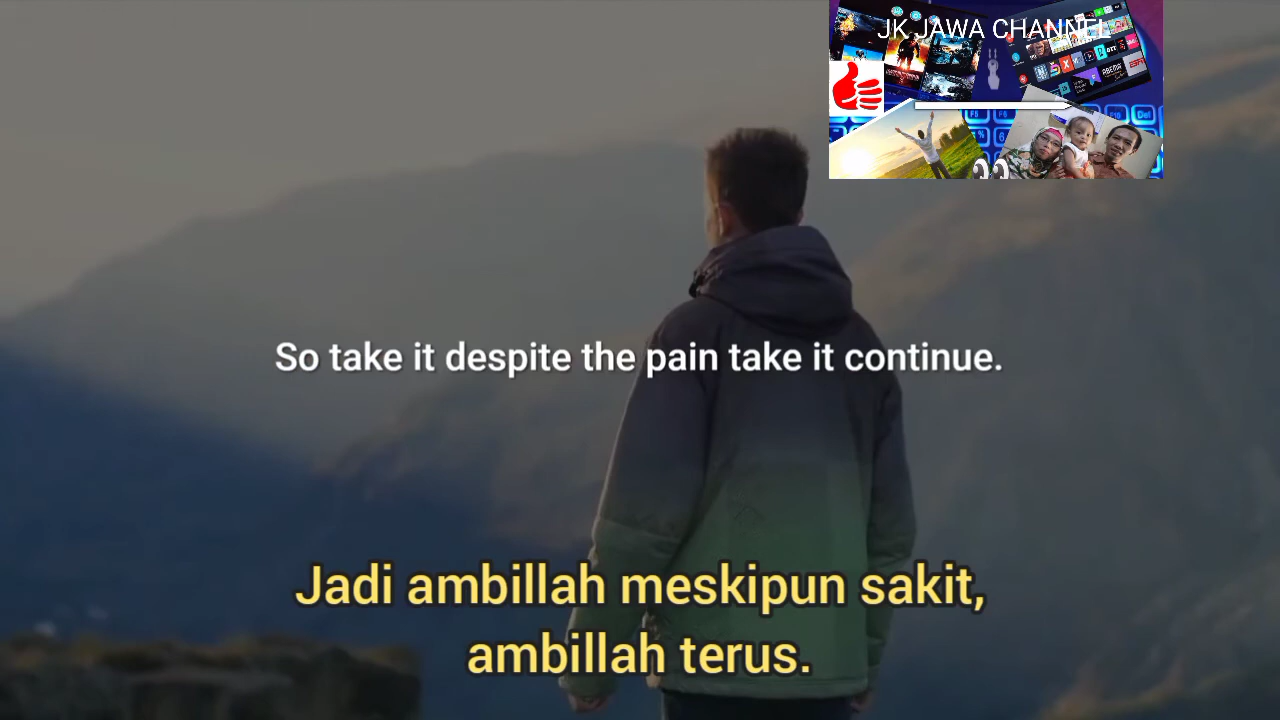 JK JAWA CHANNEL
So take it despite the pain take it continue.
Jadi ambillah meskipun sakit,
ambillah terus.